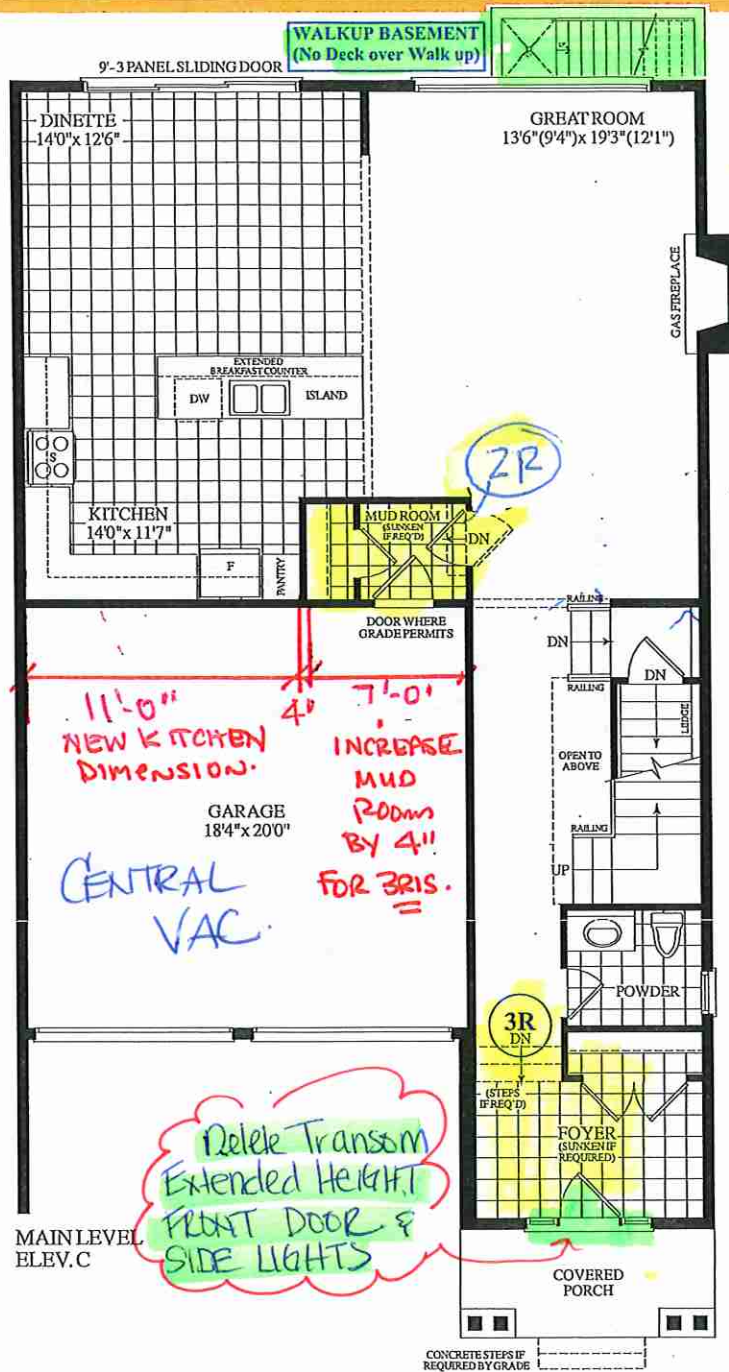 WALKUP BASEMENT
(No Deck over Walk up)
9'-3 PANEL SLIDING DOOR
DINETTE
14'0"x 12'6"
GREAT ROOM
13'6"(9'4")x 19'3"(12'1")
GAS FIREPLACE
EXTENDED
BREAKFAST COUNTER
DW
ISLAND
S
2R
KITCHEN
14'0"x 11'7"
MUD ROOM
(SUNKEN
IF REQ'D)
DN
F
PANTRY
DOOR WHERE
GRADE PERMITS
RAILING
DN
DN
RAILING
LEDGE
11'-0"
4"
7'-0'
NEW KITCHEN
DIMENSION.
INCREASE
MUD
ROOM
BY 4"
FOR 3RIS.
OPEN TO
ABOVE
GARAGE
18'4"x 20'0"
RAILING
UP
CENTRAL
VAC.
POWDER
3R
DN
(STEPS
IF REQ'D)
FOYER
(SUNKEN IF
REQUIRED)
Delele Transom
Extended HEIGHT
FRONT DOOR &
SIDE LIGHTS
MAIN LEVEL
ELEV. C
COVERED
PORCH
CONCRETE STEPS IF
REQUIRED BY GRADE